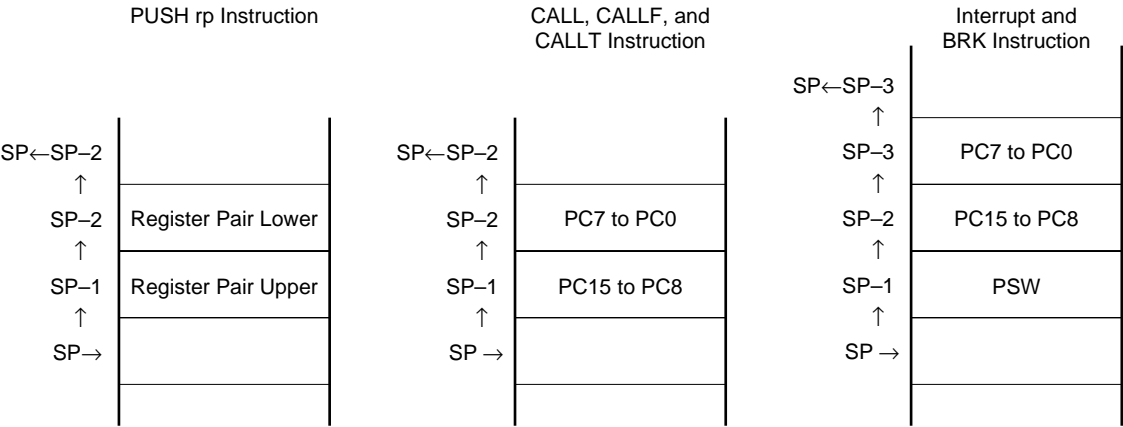 PUSH rp Instruction
SP←SP–2
↑
SP–2 Register Pair Lower
↑
SP–1 Register Pair Upper
↑
SP→
CALL, CALLF, and
CALLT Instruction
SP←SP–2
↑
SP–2 PC7 to PC0
↑
SP–1 PC15 to PC8
↑
SP →
Interrupt and
BRK Instruction
SP←SP–3
↑
SP–3 PC7 to PC0
↑
SP–2 PC15 to PC8
↑
SP–1 PSW
↑
SP →